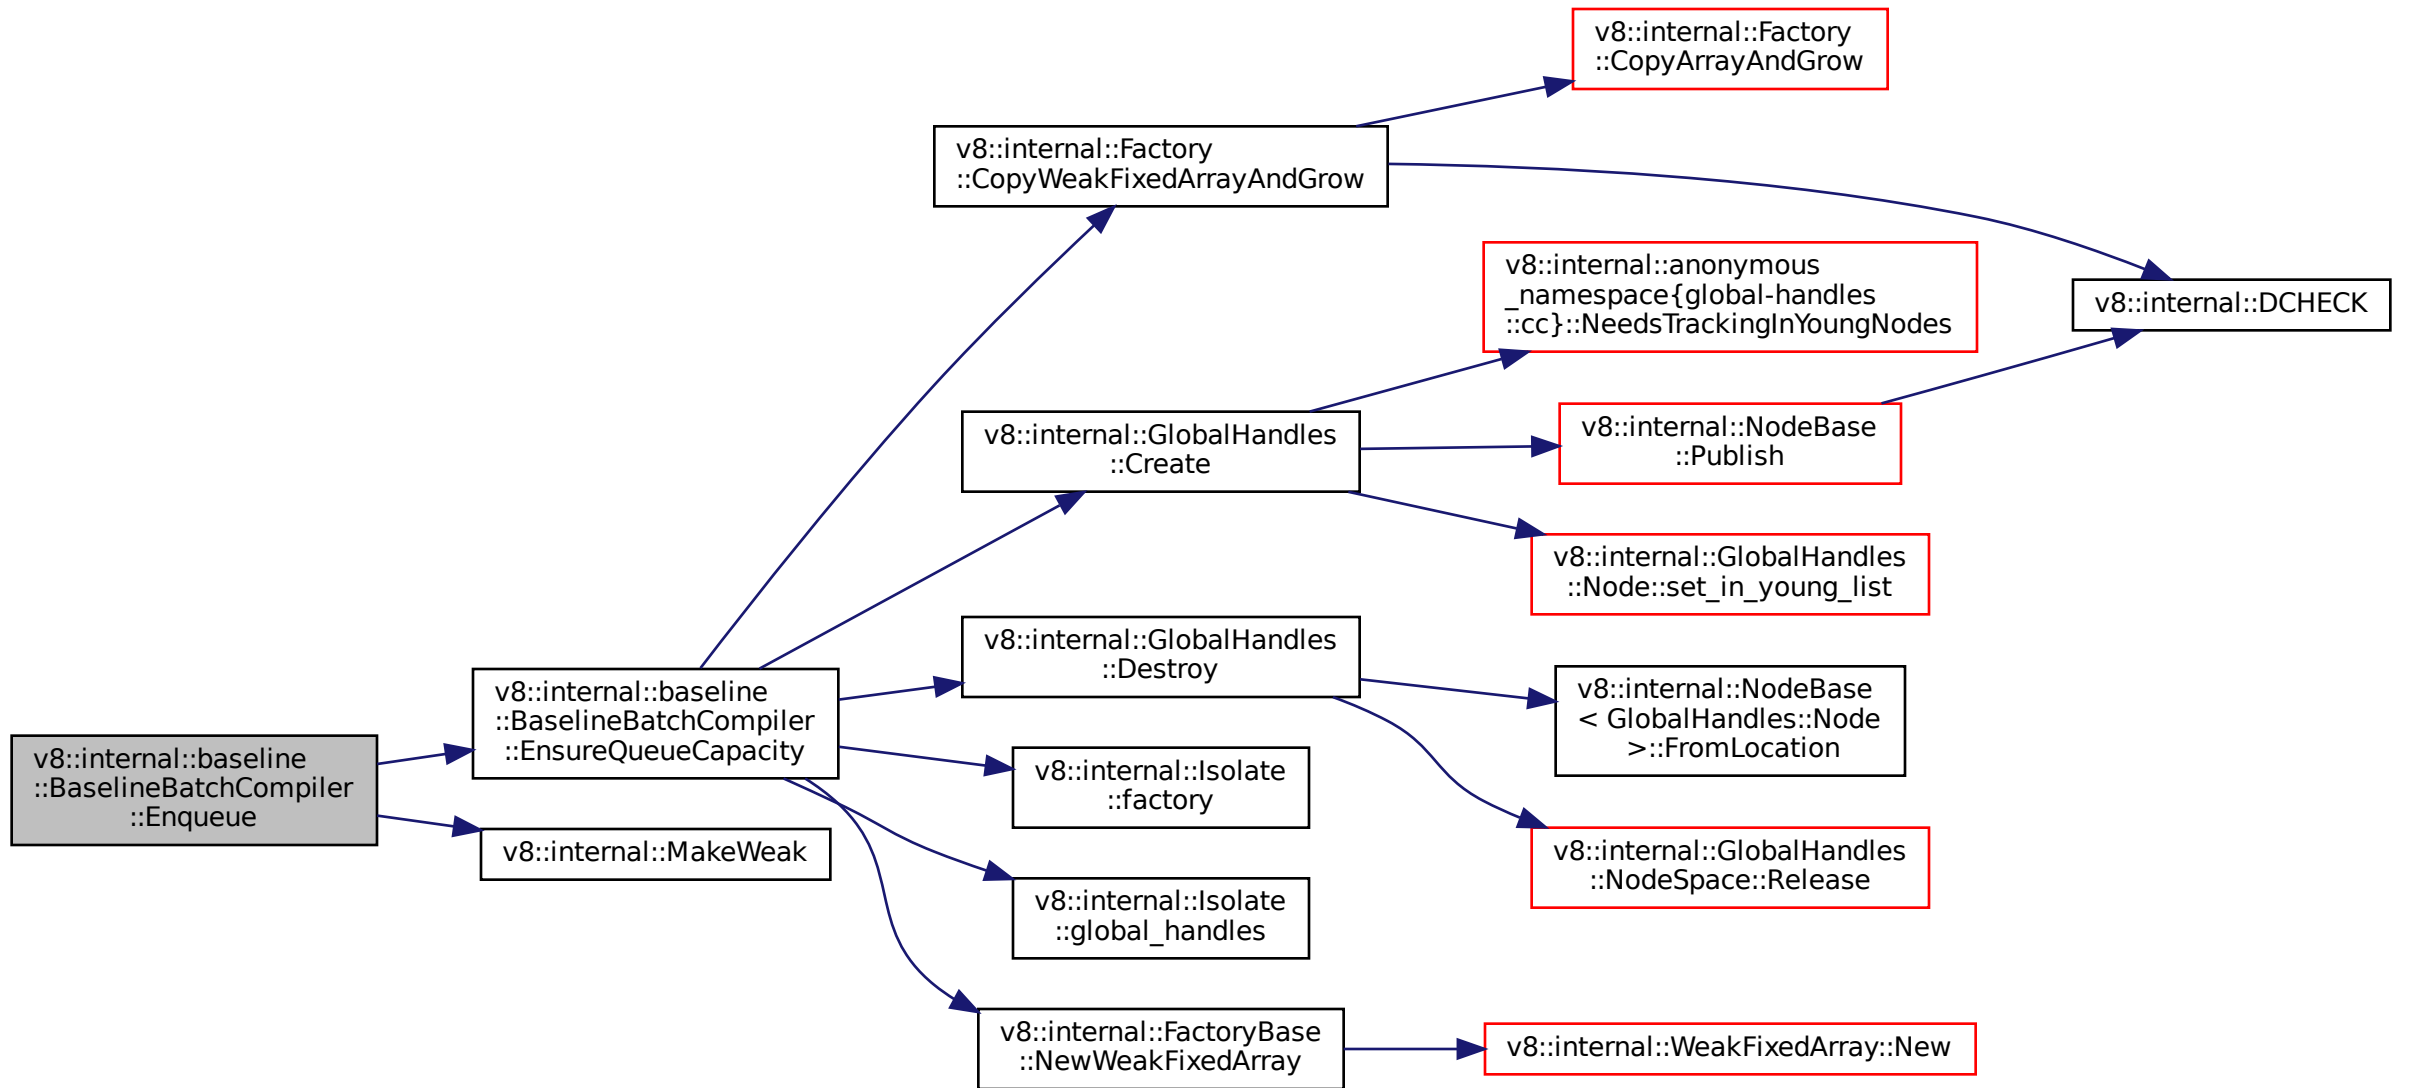 v8::internal::Factory
::CopyArrayAndGrow
v8::internal::Factory
::CopyWeakFixedArrayAndGrow
v8::internal::anonymous
_namespace{global-handles
::cc}::NeedsTrackingInYoungNodes
v8::internal::DCHECK
v8::internal::GlobalHandles
::Create
v8::internal::NodeBase
::Publish
v8::internal::GlobalHandles
::Node::set_in_young_list
v8::internal::GlobalHandles
::Destroy
v8::internal::NodeBase
< GlobalHandles::Node
>::FromLocation
v8::internal::baseline
::BaselineBatchCompiler
::EnsureQueueCapacity
v8::internal::baseline
::BaselineBatchCompiler
::Enqueue
v8::internal::Isolate
::factory
v8::internal::MakeWeak
v8::internal::GlobalHandles
::NodeSpace::Release
v8::internal::Isolate
::global_handles
v8::internal::FactoryBase
::NewWeakFixedArray
v8::internal::WeakFixedArray::New